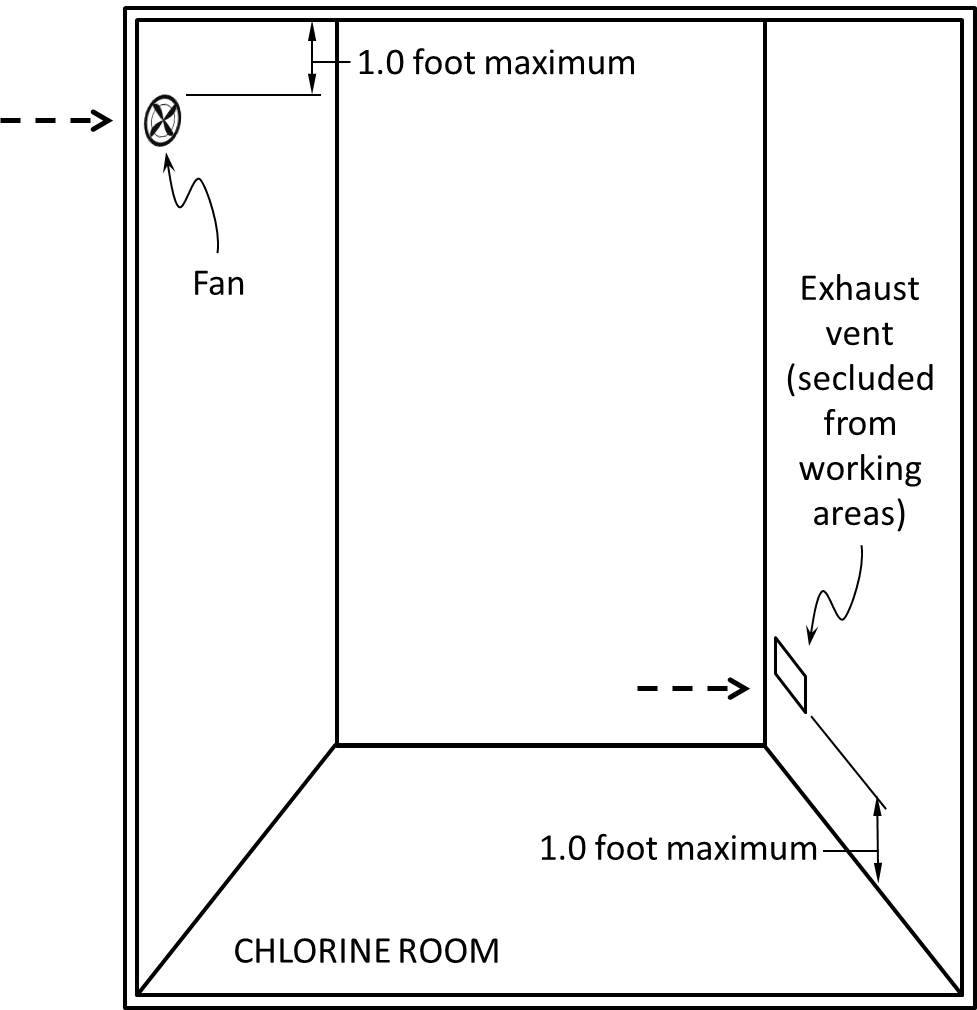 1.0 foot maximum
Fan
Exhaust
vent
(secluded
from
working
areas)
1.0 foot maximum
CHLORINE ROOM